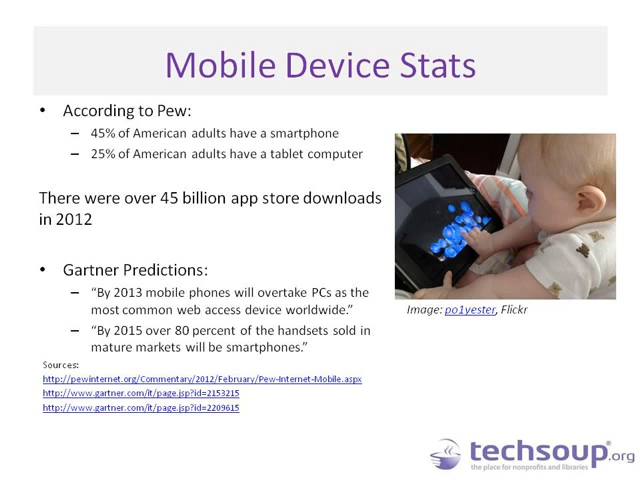 Mobile Device Stats
• According to Pew:
– 45% of American adults have a smartphone
– 25% of American adults have a tablet computer
There were over 45 billion app store downloads
in 2012
• Gartner Predictions:
– “By 2013 mobile phones will overtake PCs as the
most common web access device worldwide.”
– “By 2015 over 80 percent of the handsets sold in
mature markets will be smartphones.”
Sources:
http://pewinternet.org/Commentary/2012/February/Pew-Internet-Mobile.aspx
http://www.gartner.com/it/page.jsp?id=2153215
http://www.gartner.com/it/page.jsp?id=2209615
Image: po1yester, Flickr
techsoup®.org
the place for nonprofits and libraries